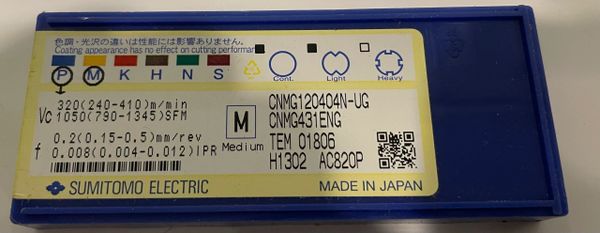 色調・光沢の違いは性能には影響ありません。
Coating appearance has no effect on cutting performance
P M K H N S
Cont. Light Heavy
Vc 320(240-410)m/min
1050(790-1345)SFM
f 0.2(0.15-0.5)mm/rev
0.008(0.004-0.012)IPR
M
Medium
CNMG120404N-UG
CNMG431ENG
TEM 01806
H1302 AC820P
SUMITOMO ELECTRIC
MADE IN JAPAN